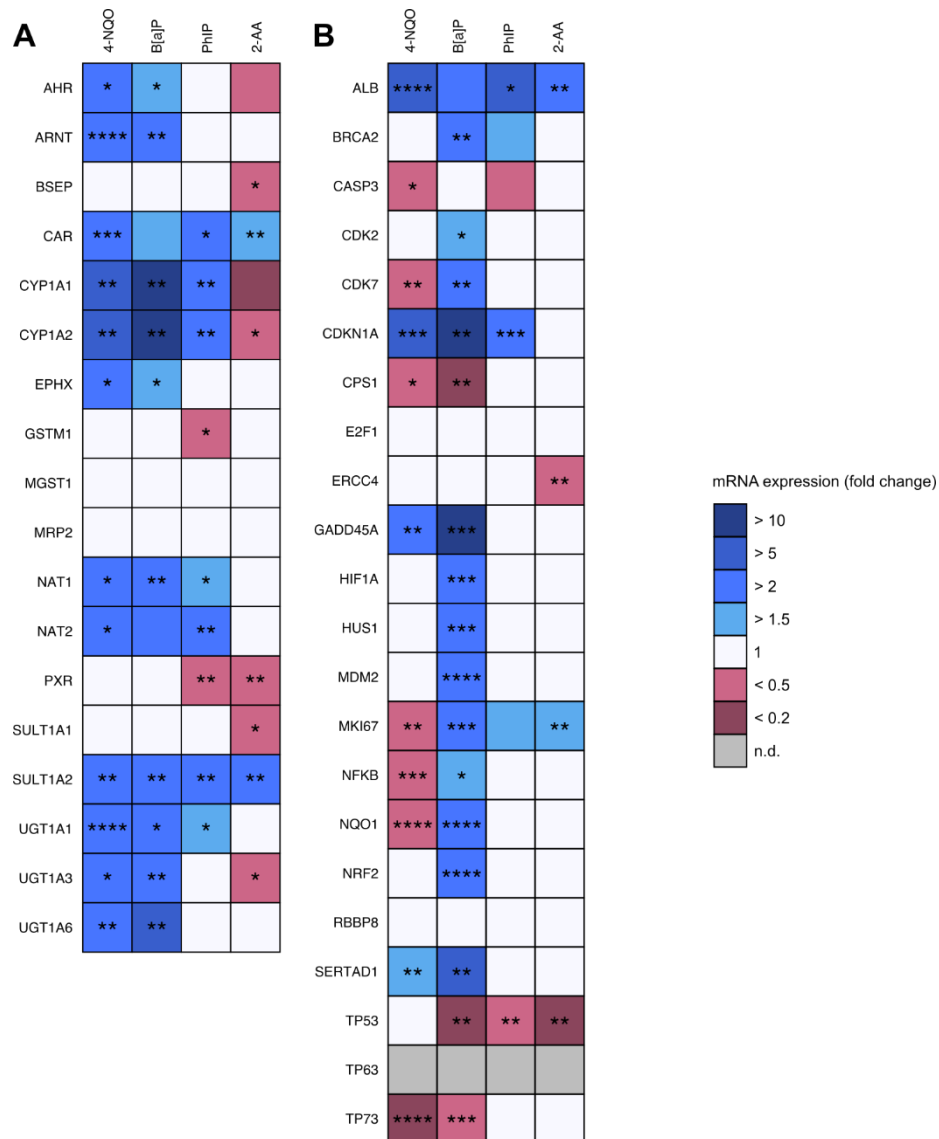 A
4-NQO B[a]P PhIP 2-AA
AHR * *
ARNT **** **
BSEP *
CAR *** * **
CYP1A1 ** ** **
CYP1A2 ** ** ** *
EPHX * *
GSTM1 *
MGST1
MRP2
NAT1 * ** *
NAT2 * **
PXR ** **
SULT1A1 *
SULT1A2 ** ** ** **
UGT1A1 **** * *
UGT1A3 * ** *
UGT1A6 ** **
B
4-NQO B[a]P PhIP 2-AA
ALB **** * **
BRCA2 **
CASP3 *
CDK2 *
CDK7 ** **
CDKN1A *** ** ***
CPS1 * **
E2F1
ERCC4 **
GADD45A ** ***
HIF1A ***
HUS1 ***
MDM2 ****
MKI67 ** *** **
NFKB *** *
NQO1 **** ****
NRF2 ****
RBBP8
SERTAD1 ** **
TP53 ** ** **
TP63
TP73 **** ***
mRNA expression (fold change)
> 10
> 5
> 2
> 1.5
1
< 0.5
< 0.2
n.d.